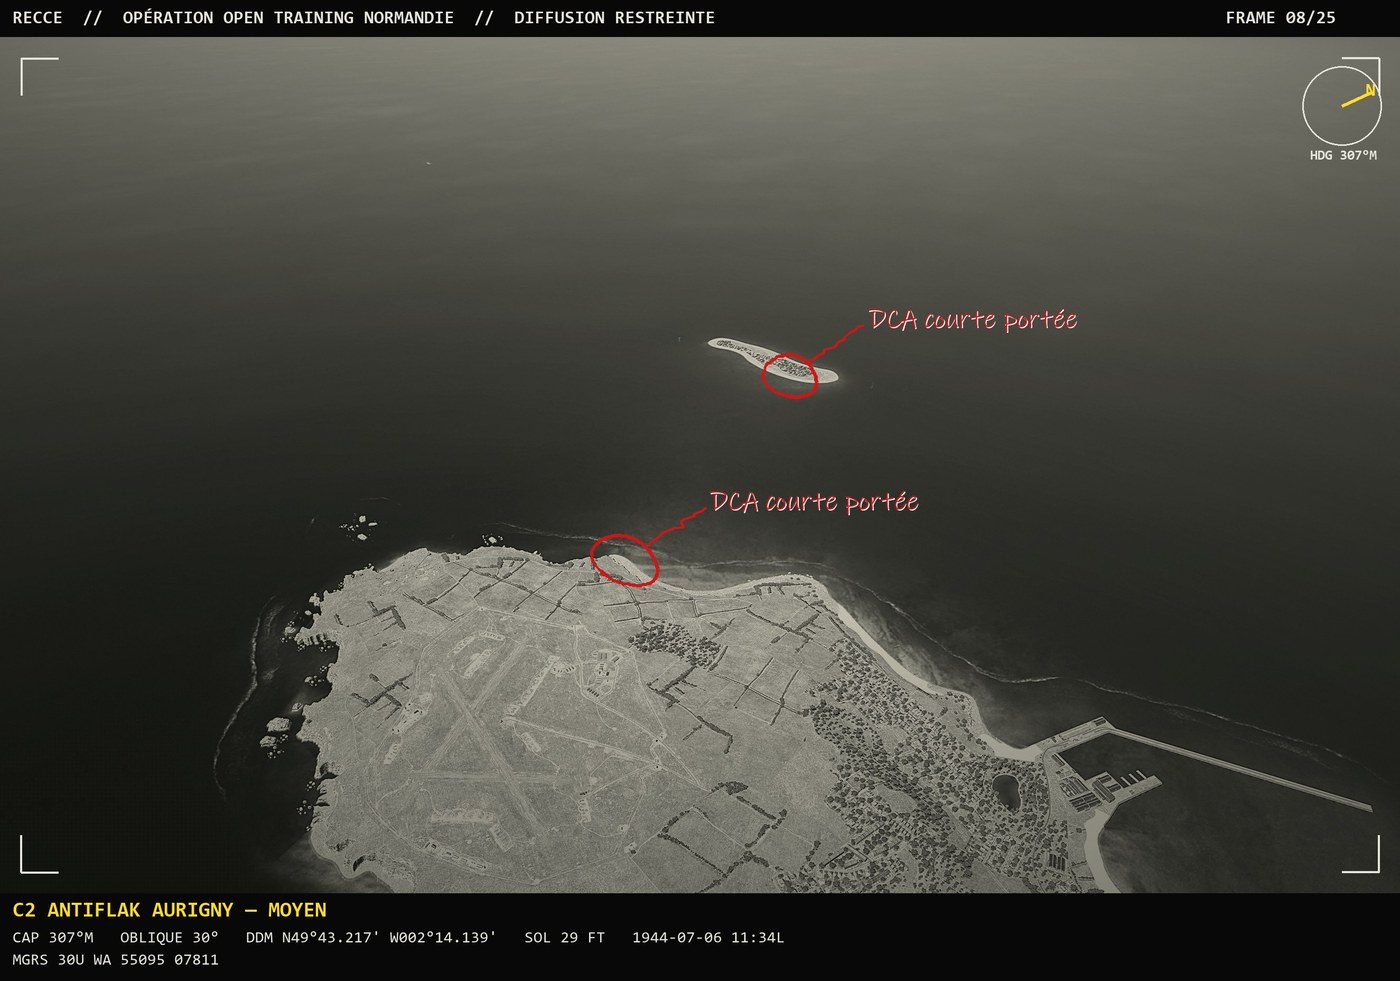 RECCE // OPÉRATION OPEN TRAINING NORMANDIE // DIFFUSION RESTREINTE
FRAME 08/25
N
HDG 307°M
DCA courte portée
DCA courte portée
C2 ANTIFLAK AURIGNY — MOYEN
CAP 307°M OBLIQUE 30° DDM N49°43.217' W002°14.139' SOL 29 FT 1944-07-06 11:34L
MGRS 30U WA 55095 07811